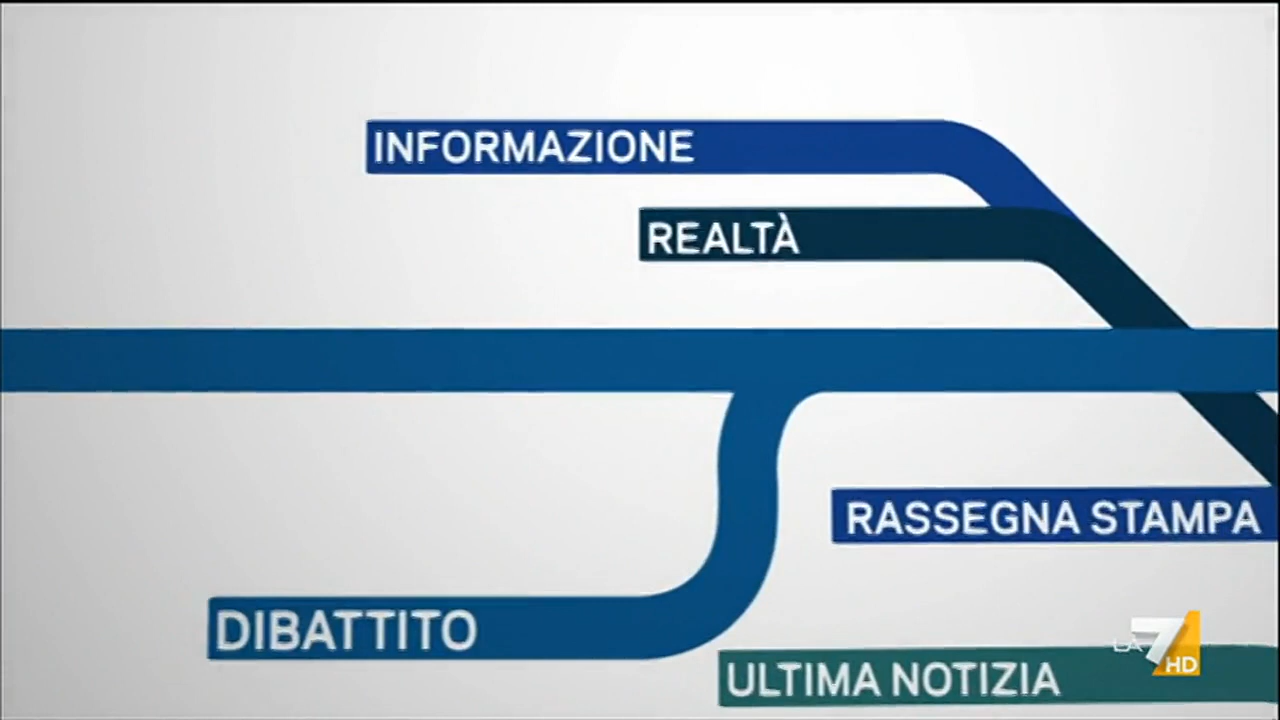 INFORMAZIONE
REALTÀ
RASSEGNA STAMPA
DIBATTITO
LA7 HD
ULTIMA NOTIZIA